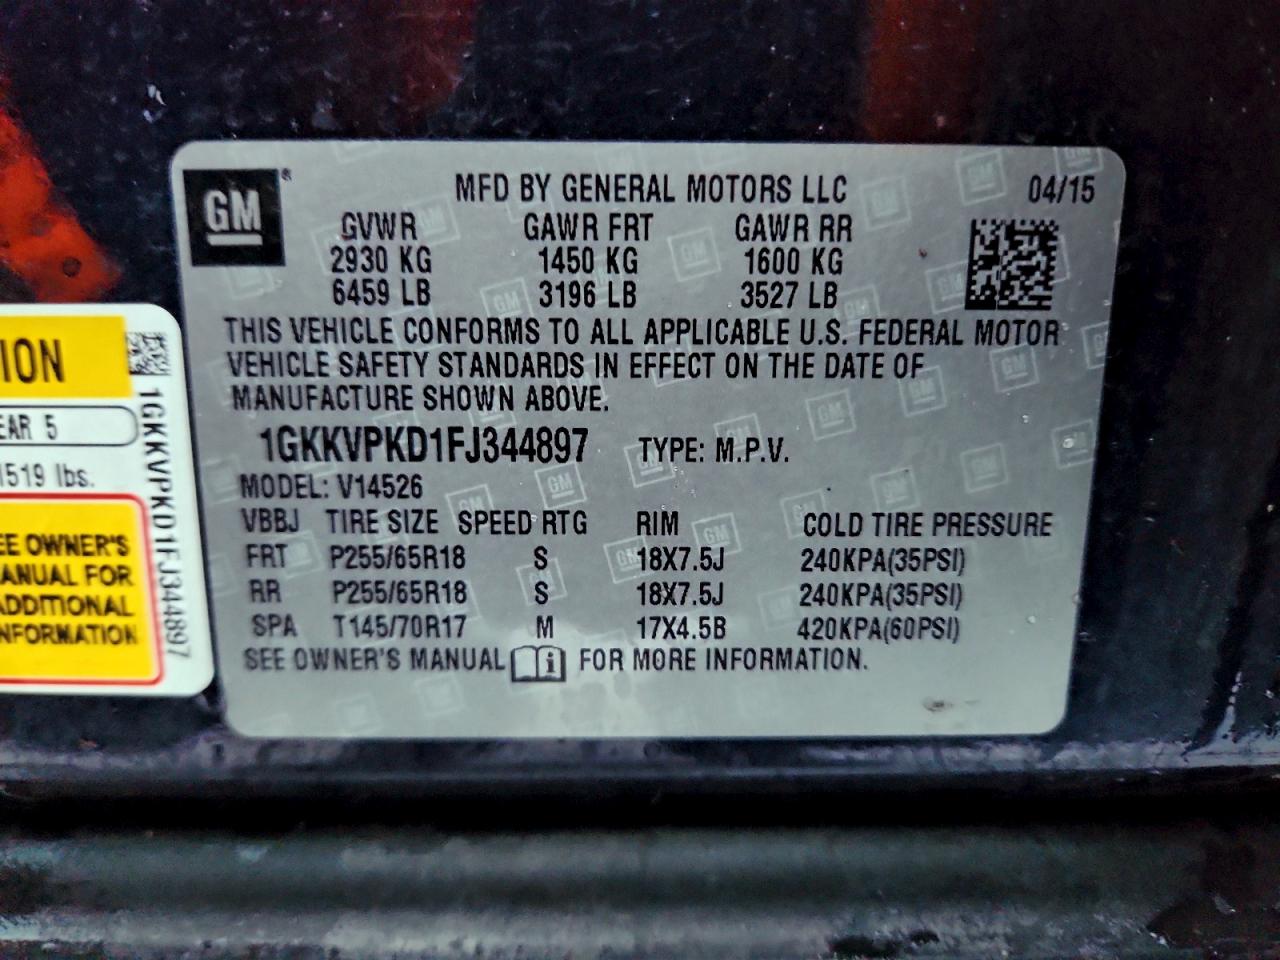 GM
MFD BY GENERAL MOTORS LLC 04/15
GVWR GAWR FRT GAWR RR
2930 KG 1450 KG 1600 KG
6459 LB 3196 LB 3527 LB
THIS VEHICLE CONFORMS TO ALL APPLICABLE U.S. FEDERAL MOTOR
VEHICLE SAFETY STANDARDS IN EFFECT ON THE DATE OF
MANUFACTURE SHOWN ABOVE.
1GKKVPKD1FJ344897 TYPE: M.P.V.
MODEL: V14526
VBBJ TIRE SIZE SPEED RTG RIM COLD TIRE PRESSURE
FRT P255/65R18 S 18X7.5J 240KPA(35PSI)
RR P255/65R18 S 18X7.5J 240KPA(35PSI)
SPA T145/70R17 M 17X4.5B 420KPA(60PSI)
SEE OWNER'S MANUAL FOR MORE INFORMATION.
ION
EAR 5
1519 lbs.
EE OWNER'S
ANUAL FOR
ADDITIONAL
NFORMATION
1GKKVPKD1FJ344897